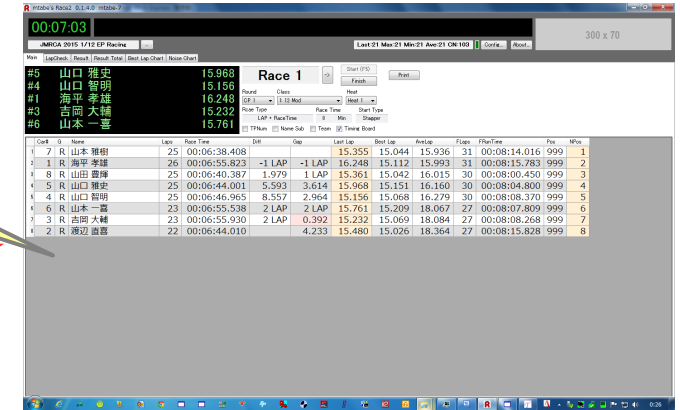 mtabe's Race2 0.1.4.0 mtabe-7
00:07:03
JMRCA 2015 1/12 EP Racing ...
Last:21 Max:21 Min:21 Ave:21 CN:103 Config... About...
300 x 70
Main LapCheck Result Result Total Best Lap Chart Noise Chart
#5 山口 雅史 15.968
#4 山口 智明 15.156
#1 海平 孝雄 16.248
#3 吉岡 大輔 15.232
#6 山本 一喜 15.761
Race 1 -> Start (F5) Finish Print
Round Class Heat
QP 1 1 12 Mod Heat 1
Race Type Race Time Start Type
LAP + RaceTime 8 Min Stagger
TPNum Name Sub Team Timing Board
Car# G Name Laps Race Time Diff Gap Last Lap Best Lap AveLap FLaps FRunTime Pos NPos
1 7 R 山本 雅樹 25 00:06:38.408 15.355 15.044 15.936 31 00:08:14.016 999 1
2 1 R 海平 孝雄 26 00:06:55.823 -1 LAP -1 LAP 16.248 15.112 15.993 31 00:08:15.783 999 2
3 8 R 山田 豊輝 25 00:06:40.387 1.979 1 LAP 15.361 15.042 16.015 30 00:08:00.450 999 3
4 5 R 山口 雅史 25 00:06:44.001 5.593 3.614 15.968 15.151 16.160 30 00:08:04.800 999 4
5 4 R 山口 智明 25 00:06:46.965 8.557 2.964 15.156 15.068 16.279 30 00:08:08.370 999 5
6 6 R 山本 一喜 23 00:06:55.538 2 LAP 2 LAP 15.761 15.209 18.067 27 00:08:07.809 999 6
7 3 R 吉岡 大輔 23 00:06:55.930 2 LAP 0.392 15.232 15.069 18.084 27 00:08:08.268 999 7
8 2 R 渡辺 直喜 22 00:06:44.010 4.233 15.480 15.026 18.364 27 00:08:15.828 999 8
0:26